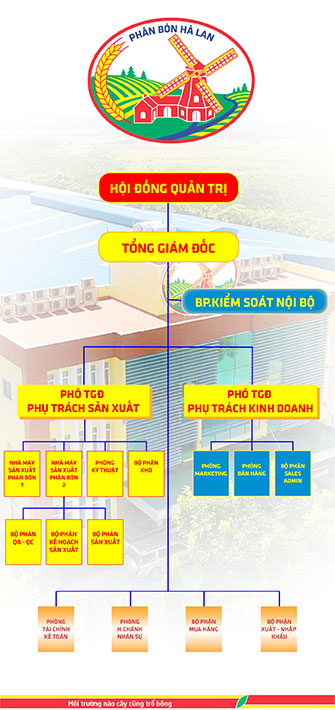 PHÂN BÓN HÀ LAN
HỘI ĐỒNG QUẢN TRỊ
TỔNG GIÁM ĐỐC
BP.KIỂM SOÁT NỘI BỘ
PHÓ TGĐ
PHỤ TRÁCH SẢN XUẤT
PHÓ TGĐ
PHỤ TRÁCH KINH DOANH
NHÀ MÁY
SẢN XUẤT
PHÂN BÓN
1
NHÀ MÁY
SẢN XUẤT
PHÂN BÓN
2
PHÒNG
KỸ THUẬT
BỘ PHẬN
KHO
PHÒNG
MARKETING
PHÒNG
BÁN HÀNG
BỘ PHẬN
SALES
ADMIN
BỘ PHẬN
QA - QC
BỘ PHẬN
KẾ HOẠCH
SẢN XUẤT
BỘ PHẬN
SẢN XUẤT
PHÒNG
TÀI CHÍNH
KẾ TOÁN
PHÒNG
H.CHÁNH
NHÂN SỰ
BỘ PHẬN
MUA HÀNG
BỘ PHẬN
XUẤT - NHẬP
KHẨU
Môi trường nào cây cũng trổ bông